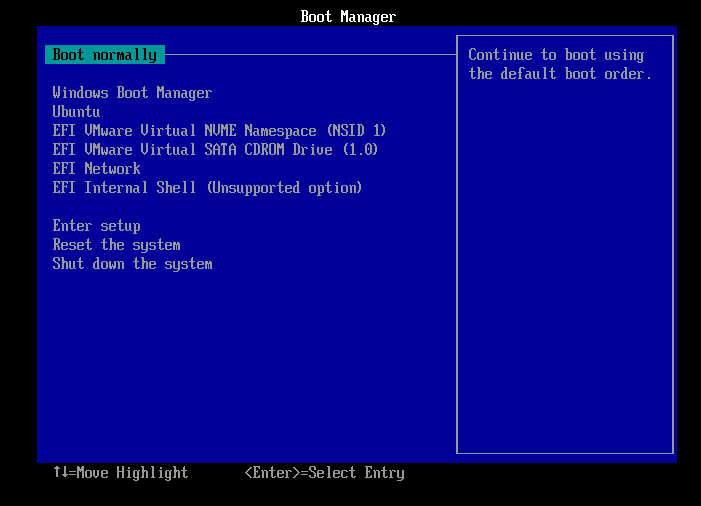 Boot Manager
Boot normally
Continue to boot using
the default boot order.
Windows Boot Manager
Ubuntu
EFI VMware Virtual NVME Namespace (NSID 1)
EFI VMware Virtual SATA CDROM Drive (1.0)
EFI Network
EFI Internal Shell (Unsupported option)
Enter setup
Reset the system
Shut down the system
↑↓=Move Highlight <Enter>=Select Entry